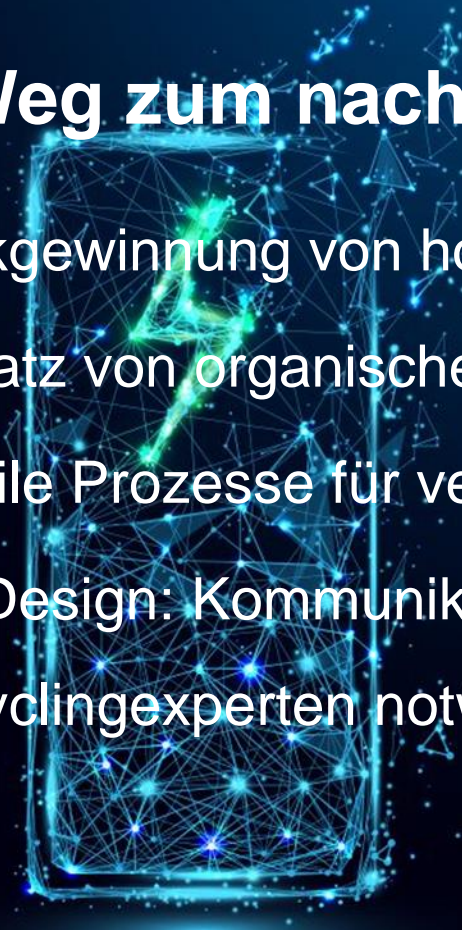 Weg zum nach
kgewinnung von ho
atz von organische
ile Prozesse für ve
Design: Kommunik
yclingexperten notw